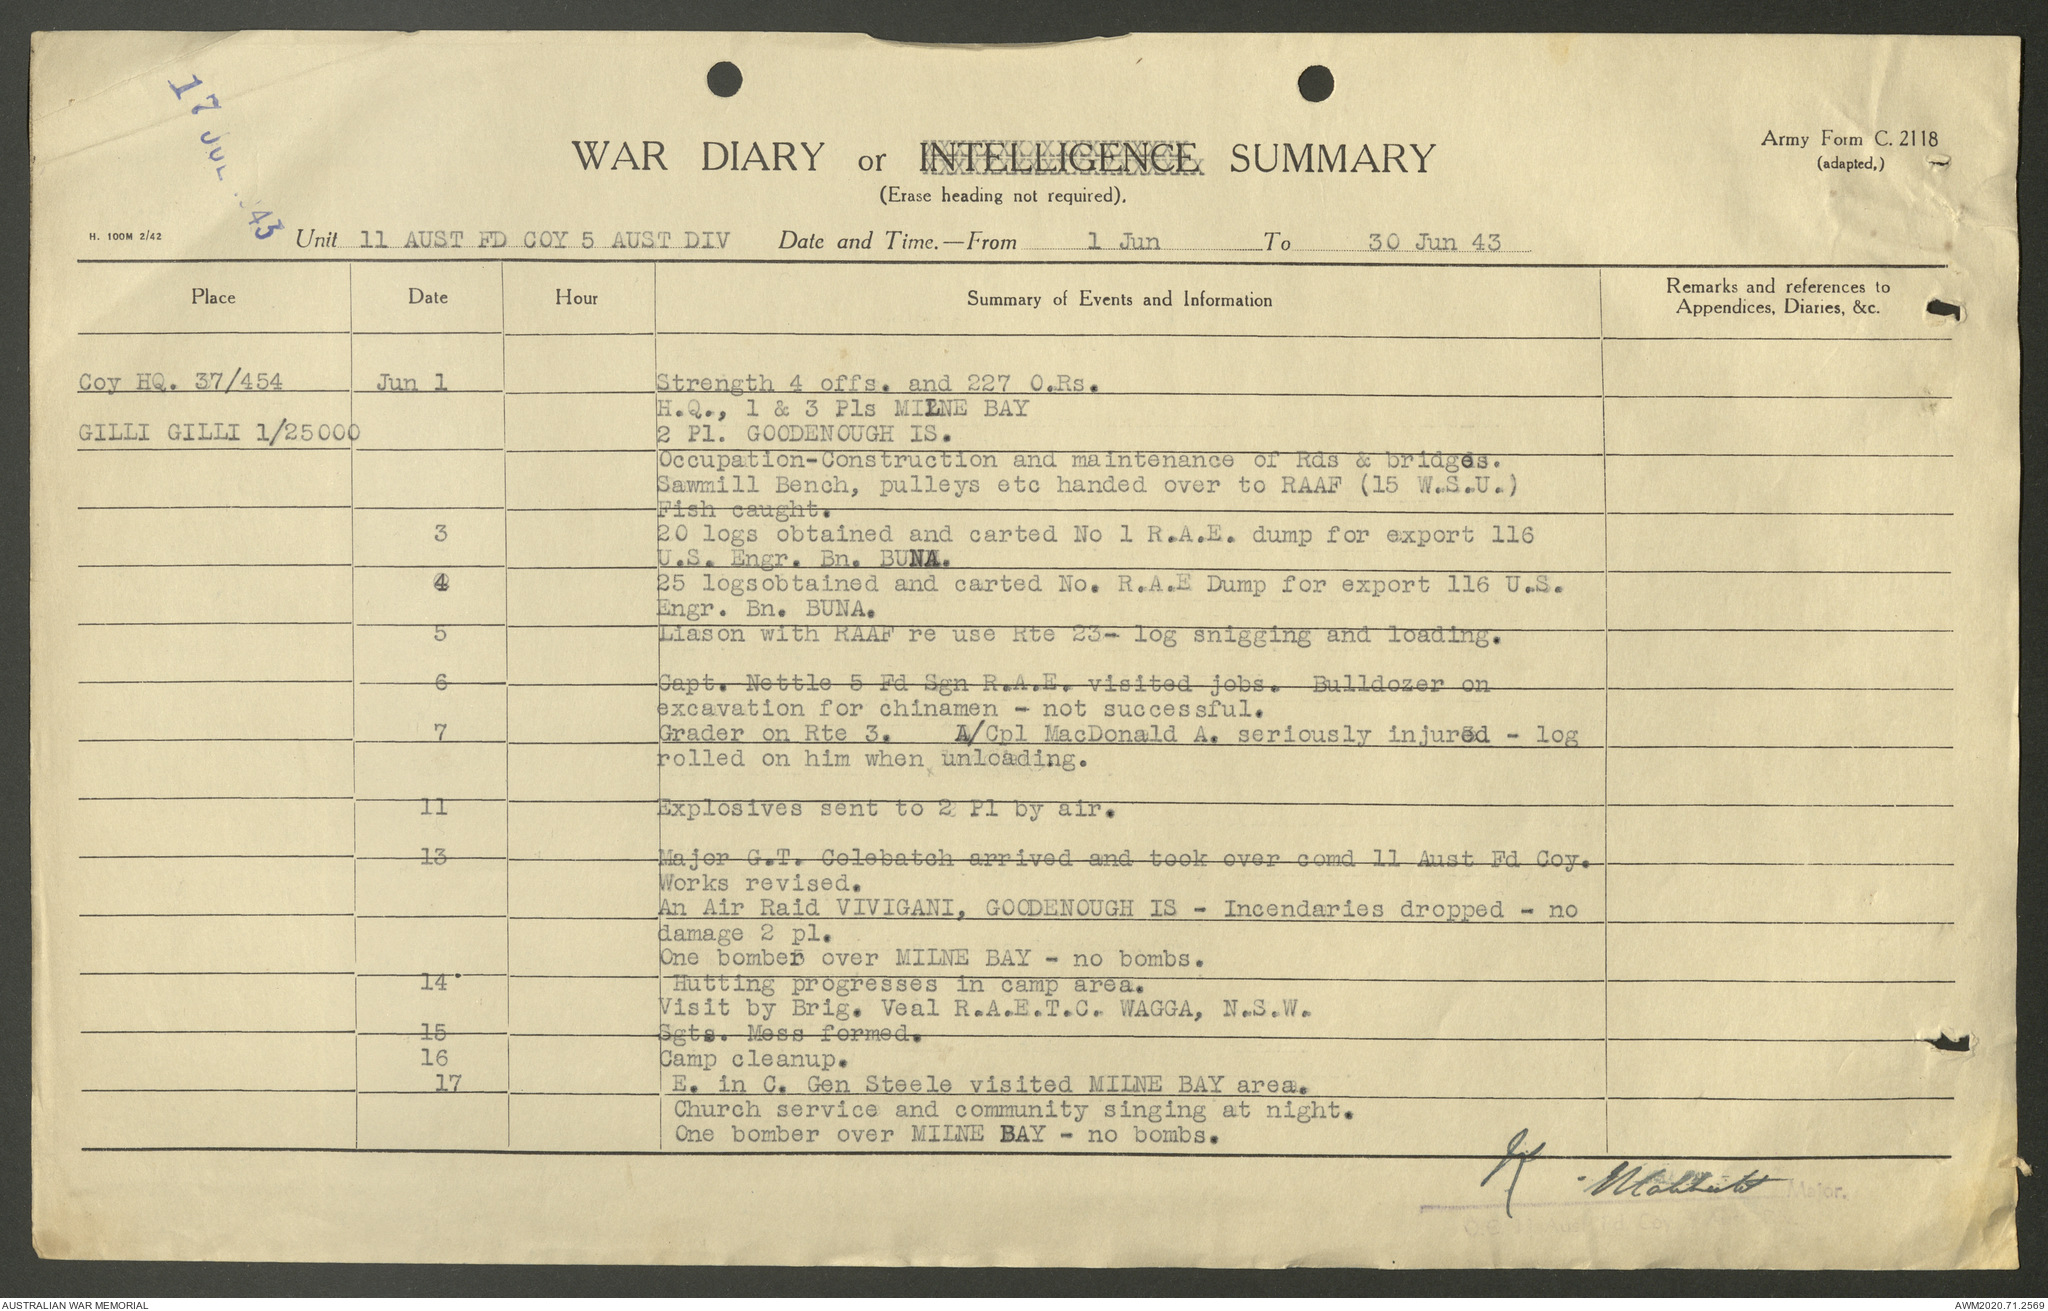 17 JUL 1943
WAR DIARY or INTELLIGENCE SUMMARY
(Erase heading not required).
Army Form C. 2118
(adapted.)
H. 100M 2/42
Unit 11 AUST FD COY 5 AUST DIV Date and Time.—From 1 Jun To 30 Jun 43
Place Date Hour Summary of Events and Information Remarks and references to
Appendices, Diaries, &c.
Coy HQ. 37/454 Jun 1 Strength 4 offs. and 227 O.Rs.
H.Q., 1 & 3 Pls MILNE BAY
GILLI GILLI 1/25000 2 Pl. GOODENOUGH IS.
Occupation-Construction and maintenance of Rds & bridges.
Sawmill Bench, pulleys etc handed over to RAAF (15 W.S.U.)
Fish caught.
3 20 logs obtained and carted No 1 R.A.E. dump for export 116
U.S. Engr. Bn. BUNA.
4 25 logsobtained and carted No. R.A.E Dump for export 116 U.S.
Engr. Bn. BUNA.
5 Liason with RAAF re use Rte 23- log snigging and loading.
6 Capt. Nettle 5 Fd Sgn R.A.E. visited jobs. Bulldozer on
excavation for chinamen - not successful.
7 Grader on Rte 3. A/Cpl MacDonald A. seriously injured - log
rolled on him when unloading.
11 Explosives sent to 2 Pl by air.
13 Major G.T. Colebatch arrived and took over comd 11 Aust Fd Coy.
Works revised.
An Air Raid VIVIGANI, GOODENOUGH IS - Incendaries dropped - no
damage 2 pl.
One bomber over MILNE BAY - no bombs.
14 Hutting progresses in camp area.
Visit by Brig. Veal R.A.E.T.C. WAGGA, N.S.W.
15 Sgts. Mess formed.
16 Camp cleanup.
17 E. in C. Gen Steele visited MILNE BAY area.
Church service and community singing at night.
One bomber over MILNE BAY - no bombs.
Major.
O.C. 11 Aust Fd. Coy
AUSTRALIAN WAR MEMORIAL AWM2020.71.2569